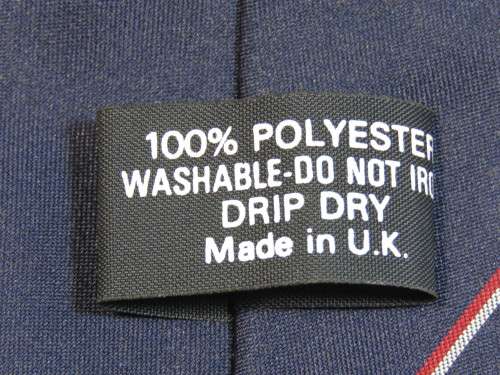 100% POLYESTER
WASHABLE-DO NOT IRO
DRIP DRY
Made in U.K.